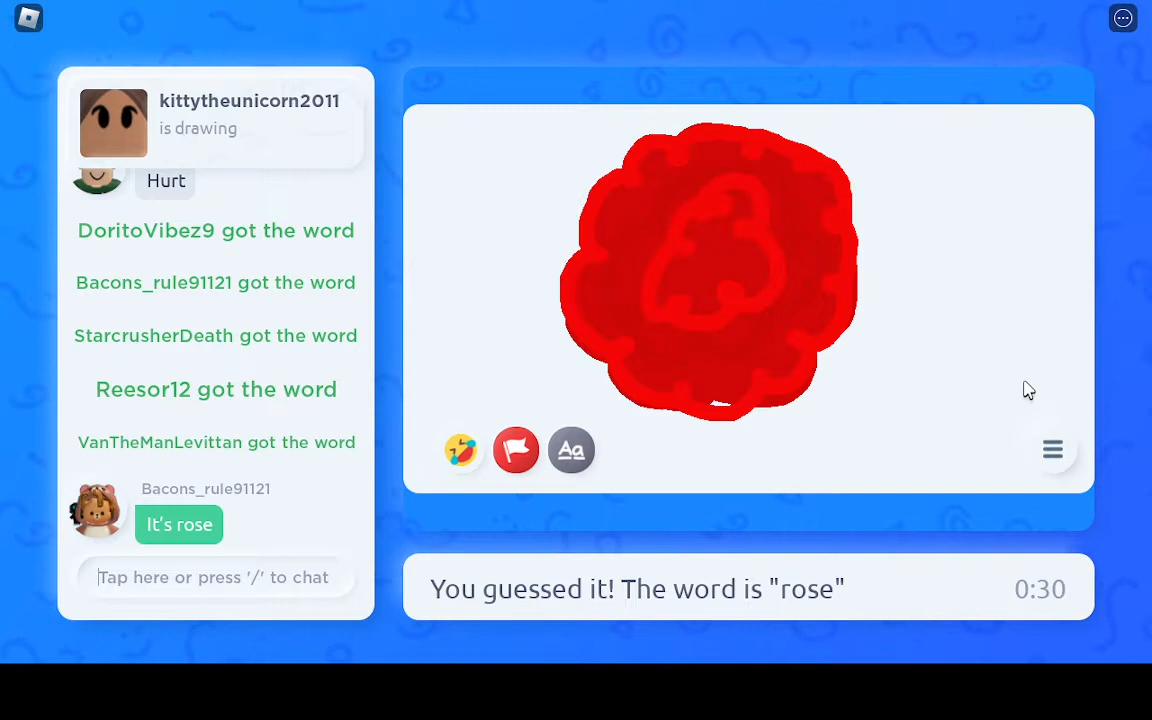 kittytheunicorn2011
is drawing
Hurt
DoritoVibez9 got the word
Bacons_rule91121 got the word
StarcrusherDeath got the word
Reesor12 got the word
VanTheManLevittan got the word
Bacons_rule91121
It's rose
Tap here or press '/' to chat
Aa
You guessed it! The word is "rose"
0:30